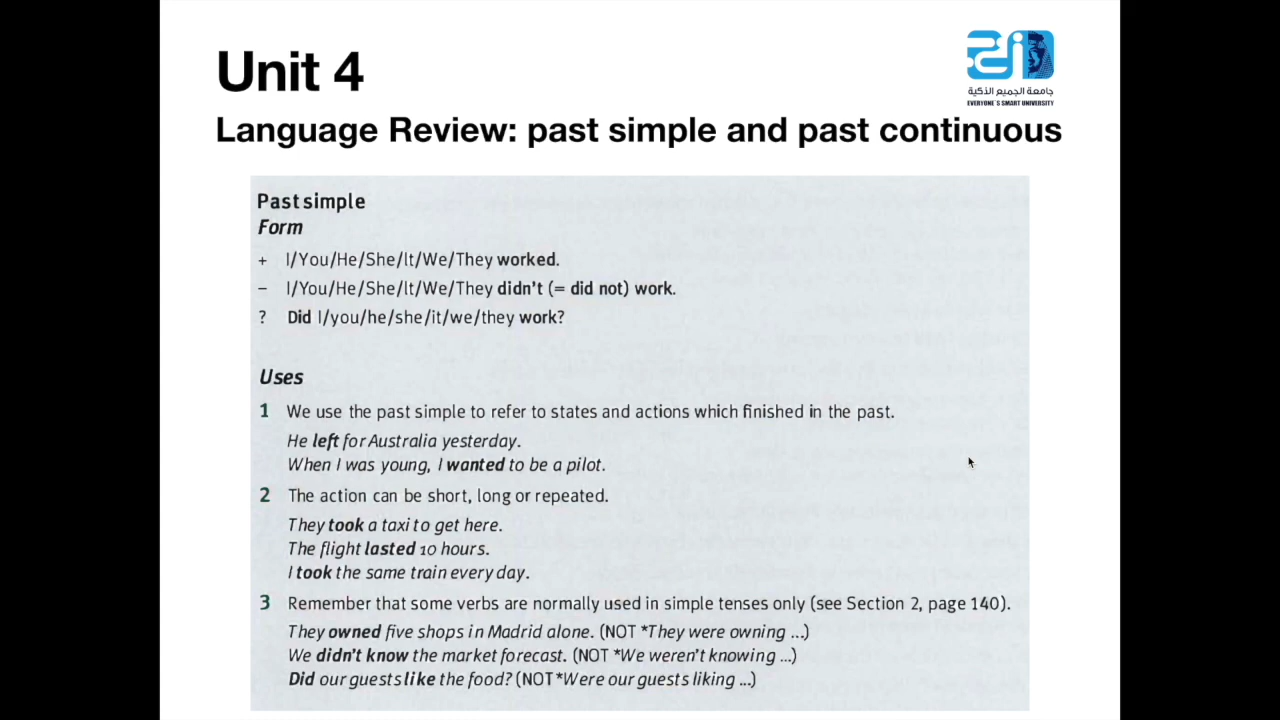 Unit 4
جامعة الجميع الذكية
EVERYONE'S SMART UNIVERSITY
Language Review: past simple and past continuous
Past simple
Form
+ I/You/He/She/It/We/They worked.
– I/You/He/She/It/We/They didn't (= did not) work.
? Did I/you/he/she/it/we/they work?
Uses
1 We use the past simple to refer to states and actions which finished in the past.
He left for Australia yesterday.
When I was young, I wanted to be a pilot.
2 The action can be short, long or repeated.
They took a taxi to get here.
The flight lasted 10 hours.
I took the same train every day.
3 Remember that some verbs are normally used in simple tenses only (see Section 2, page 140).
They owned five shops in Madrid alone. (NOT *They were owning ...)
We didn't know the market forecast. (NOT *We weren't knowing ...)
Did our guests like the food? (NOT *Were our guests liking ...)